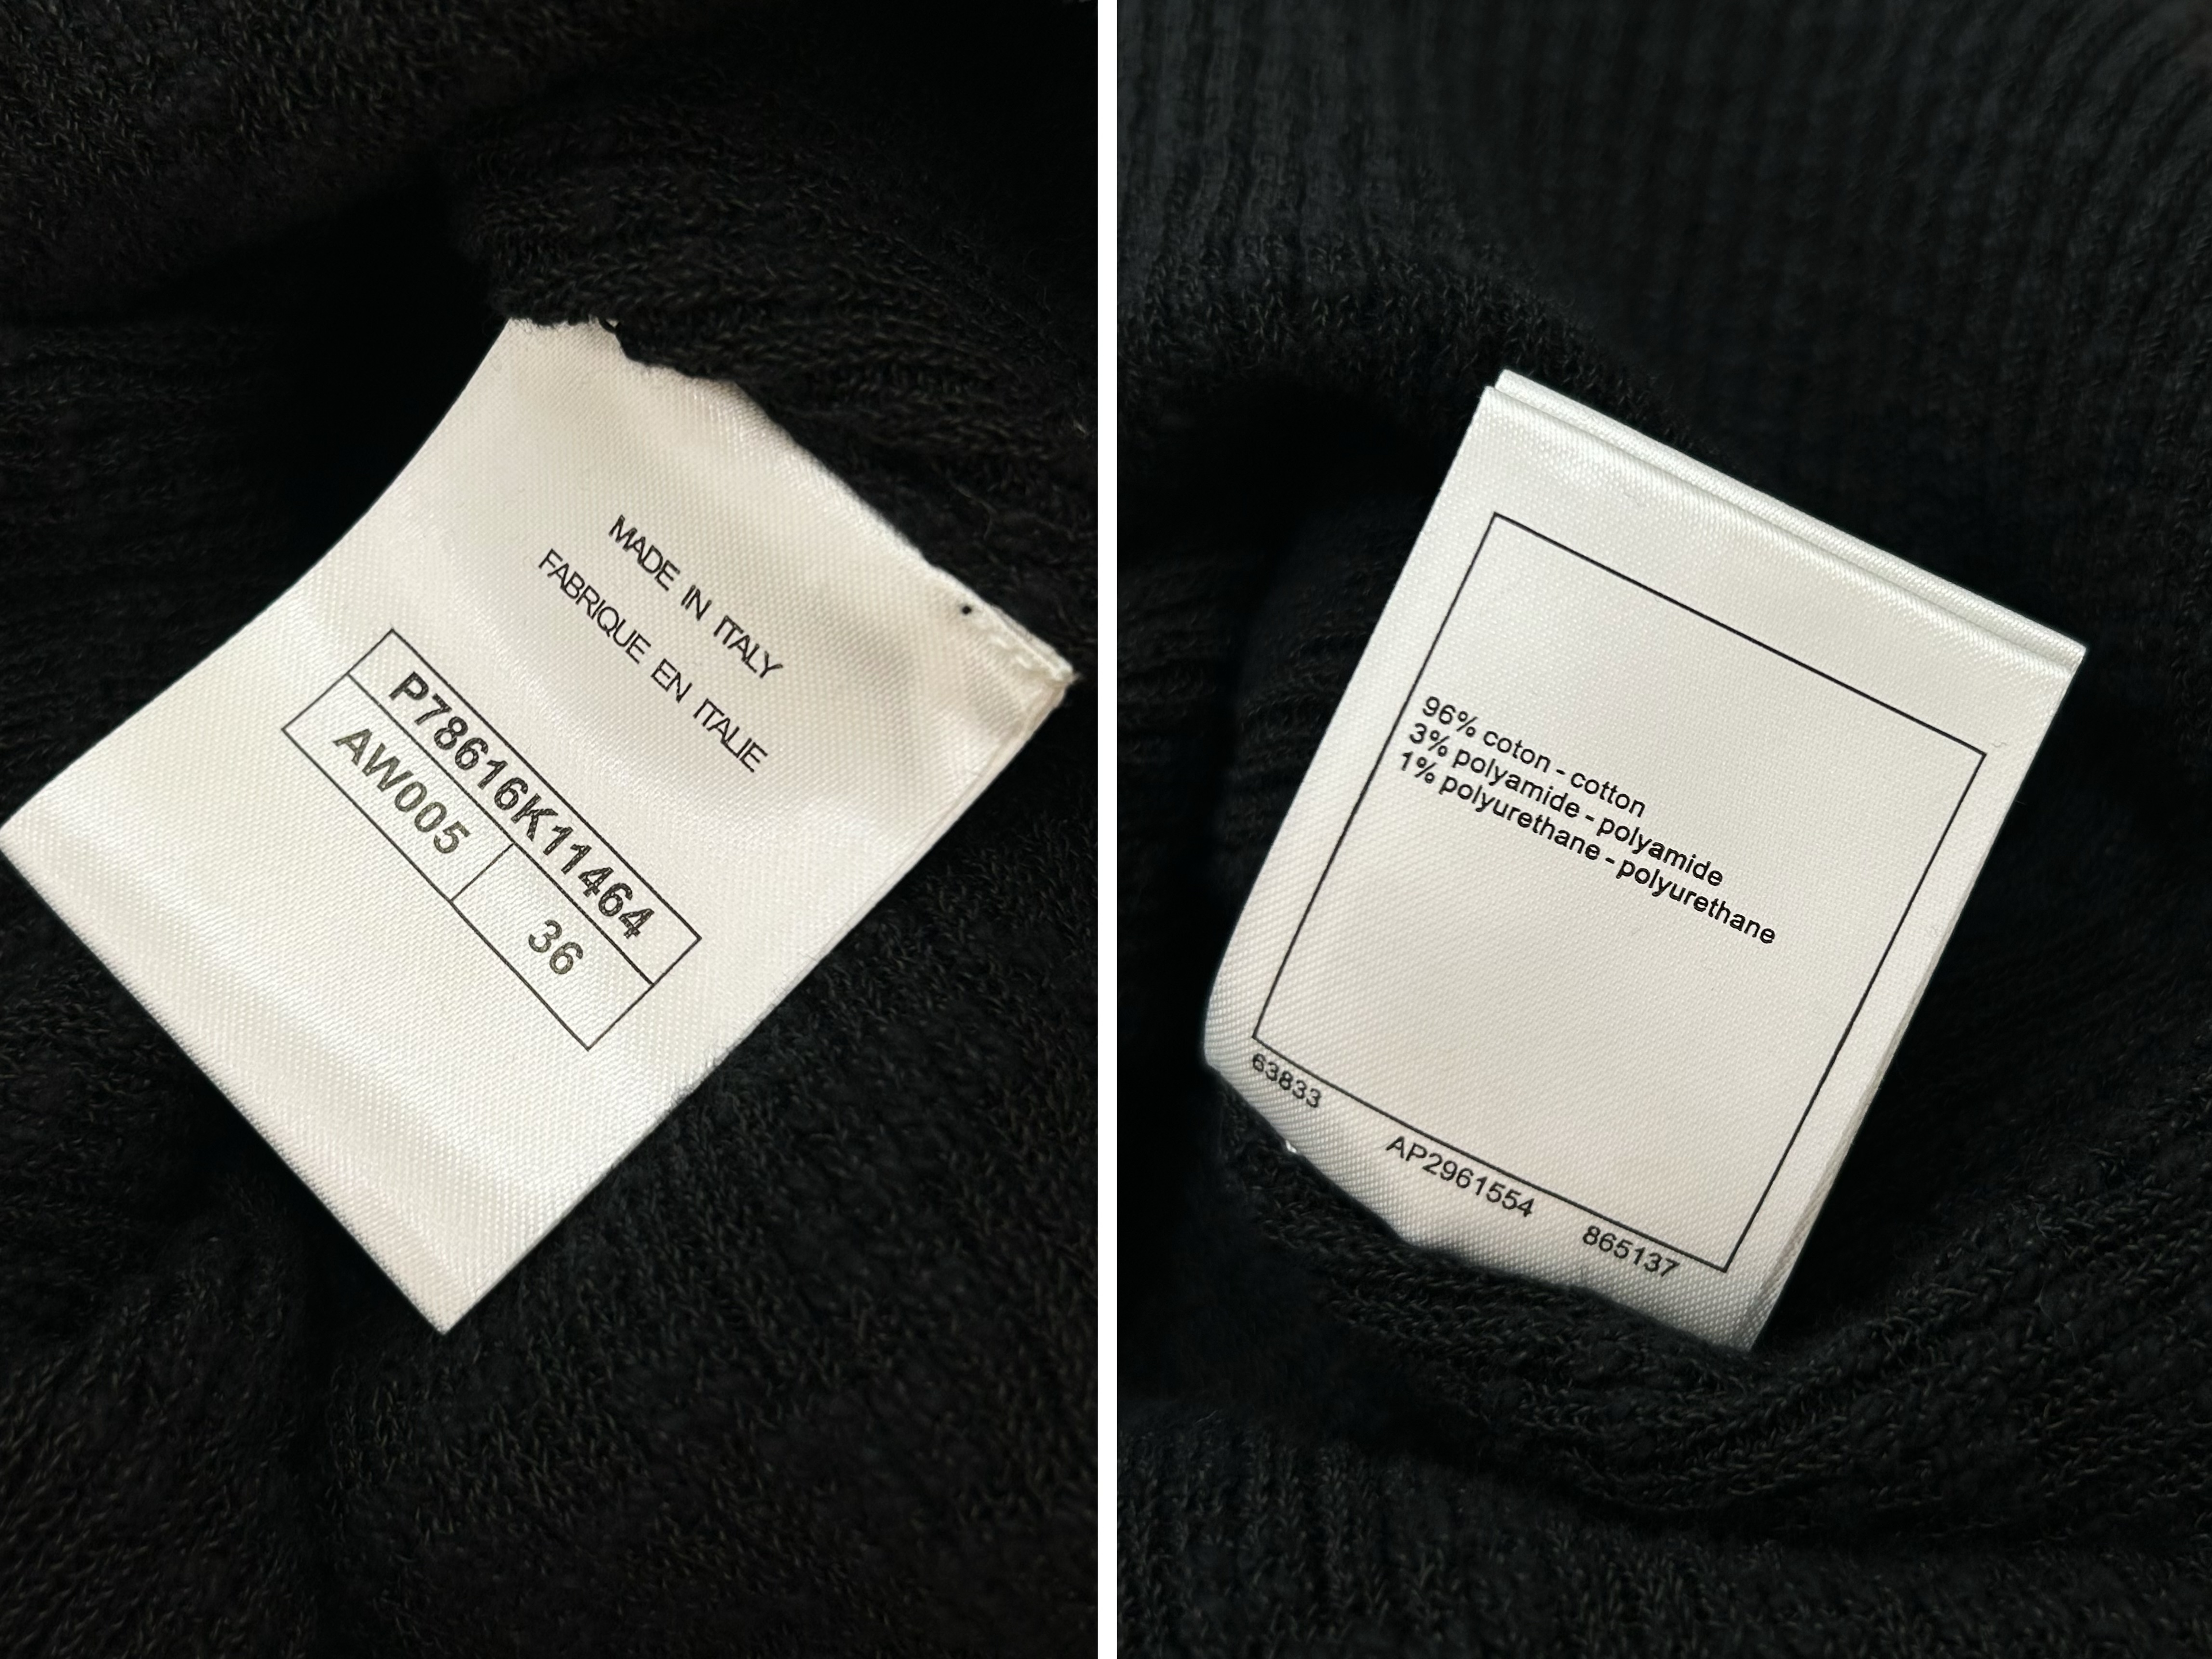 MADE IN ITALY
FABRIQUE EN ITALIE
P78616K11464
AW005 36
96% coton - cotton
3% polyamide - polyamide
1% polyurethane - polyurethane
63833 AP2961554 865137